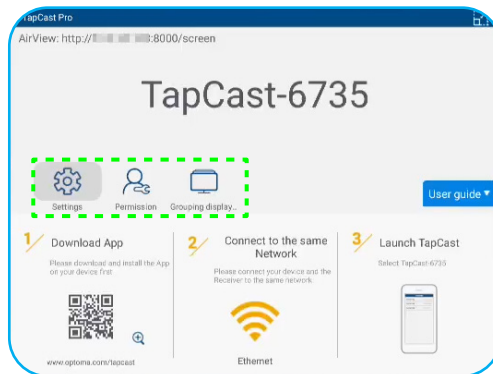 TapCast Pro
AirView: http:// :8000/screen
TapCast-6735
Settings
Permission
Grouping display...
User guide
1 Download App
Please download and install the App
on your device first
www.optoma.com/tapcast
2 Connect to the same
Network
Please connect your device and the
Receiver to the same network
Ethernet
3 Launch TapCast
Select TapCast-6735